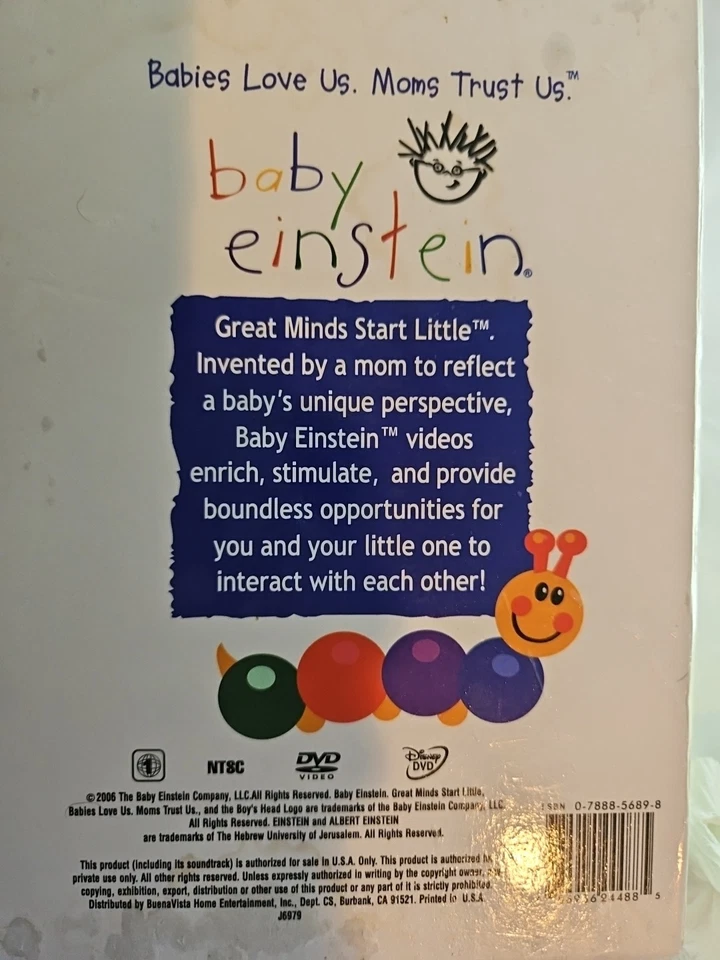 Babies Love Us. Moms Trust Us.™
baby
einstein®
Great Minds Start Little™.
Invented by a mom to reflect
a baby's unique perspective,
Baby Einstein™ videos
enrich, stimulate, and provide
boundless opportunities for
you and your little one to
interact with each other!
1 NTSC DVD VIDEO Disney DVD
©2006 The Baby Einstein Company, LLC.All Rights Reserved. Baby Einstein. Great Minds Start Little,
Babies Love Us. Moms Trust Us., and the Boy's Head Logo are trademarks of the Baby Einstein Company, LLC.
All Rights Reserved. EINSTEIN and ALBERT EINSTEIN
are trademarks of The Hebrew University of Jerusalem. All Rights Reserved.
ISBN 0-7888-5689-8
This product (including its soundtrack) is authorized for sale in U.S.A. Only. This product is authorized
private use only. All other rights reserved. Unless expressly authorized in writing by the copyright owner,
copying, exhibition, export, distribution or other use of this product or any part of it is strictly prohibited.
Distributed by BuenaVista Home Entertainment, Inc., Dept. CS, Burbank, CA 91521. Printed in U.S.A.
J6979
5